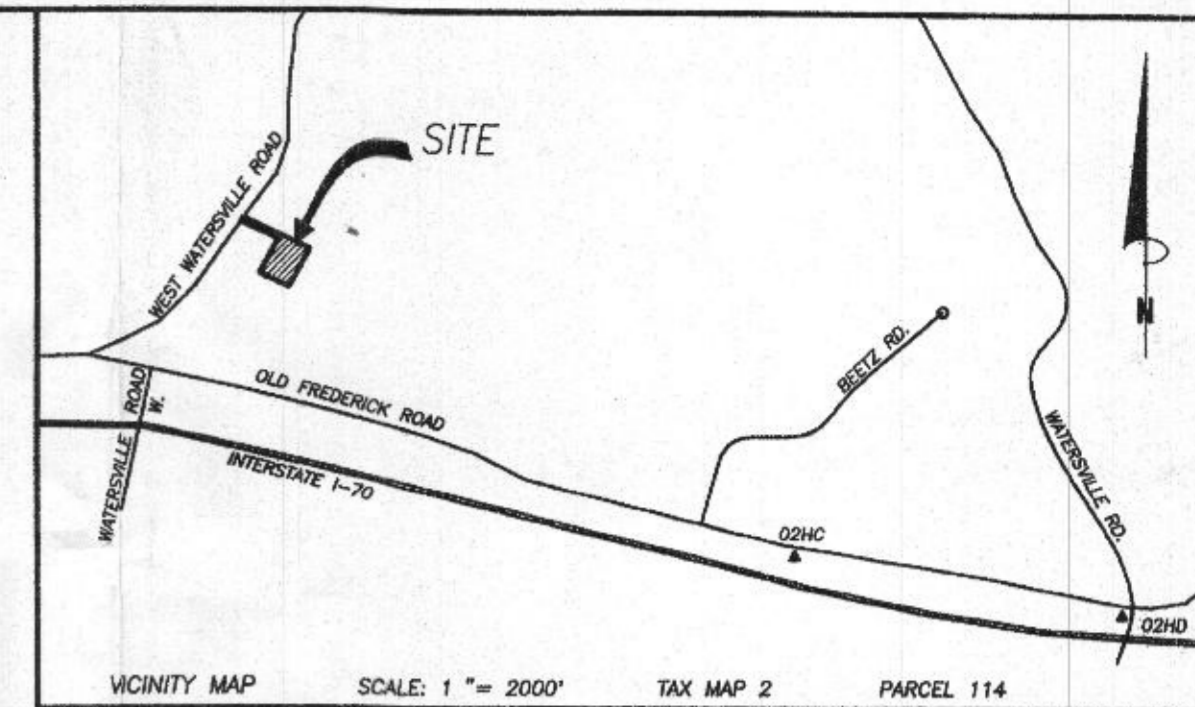 SITE
WEST WATERSVILLE ROAD
N
BEETZ RD.
OLD FREDERICK ROAD
WATERSVILLE ROAD W.
INTERSTATE I-70
WATERSVILLE RD.
02HC
02HD
VICINITY MAP SCALE: 1 "= 2000' TAX MAP 2 PARCEL 114